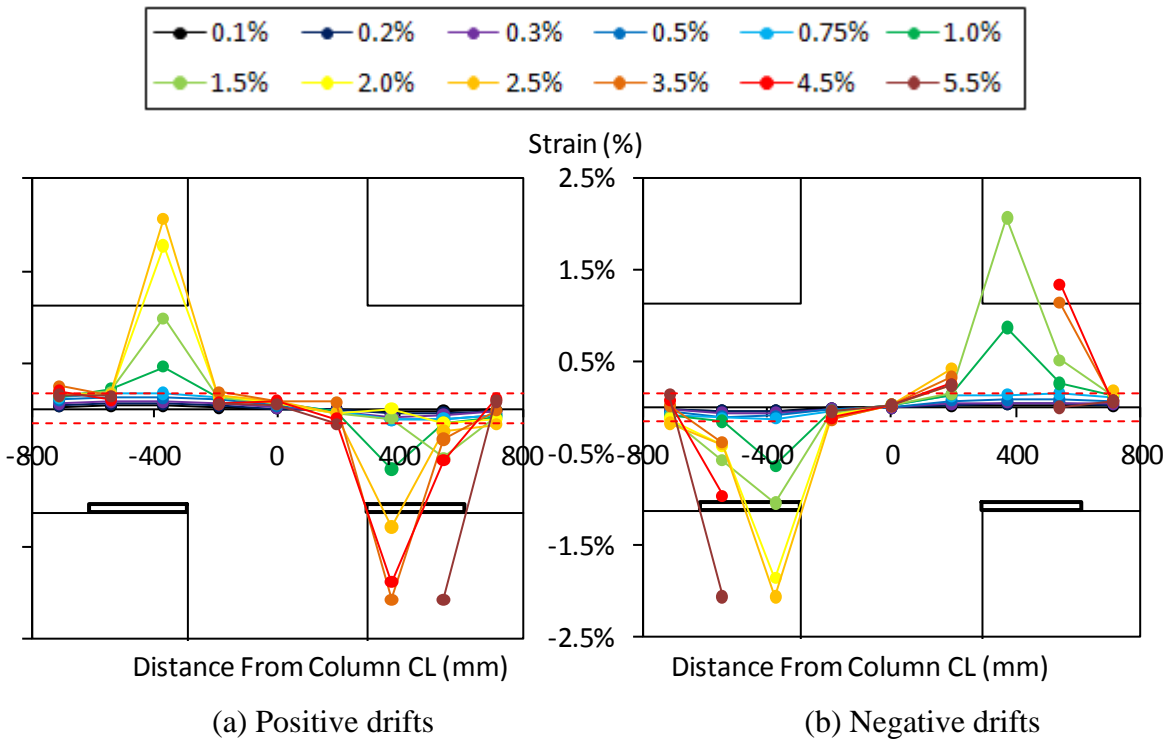 0.1% 0.2% 0.3% 0.5% 0.75% 1.0%
1.5% 2.0% 2.5% 3.5% 4.5% 5.5%
Strain (%)
2.5%
1.5%
0.5%
-0.5%
-1.5%
-2.5%
-800 -400 0 400 800
-800 -400 0 400 800
Distance From Column CL (mm) Distance From Column CL (mm)
(a) Positive drifts (b) Negative drifts